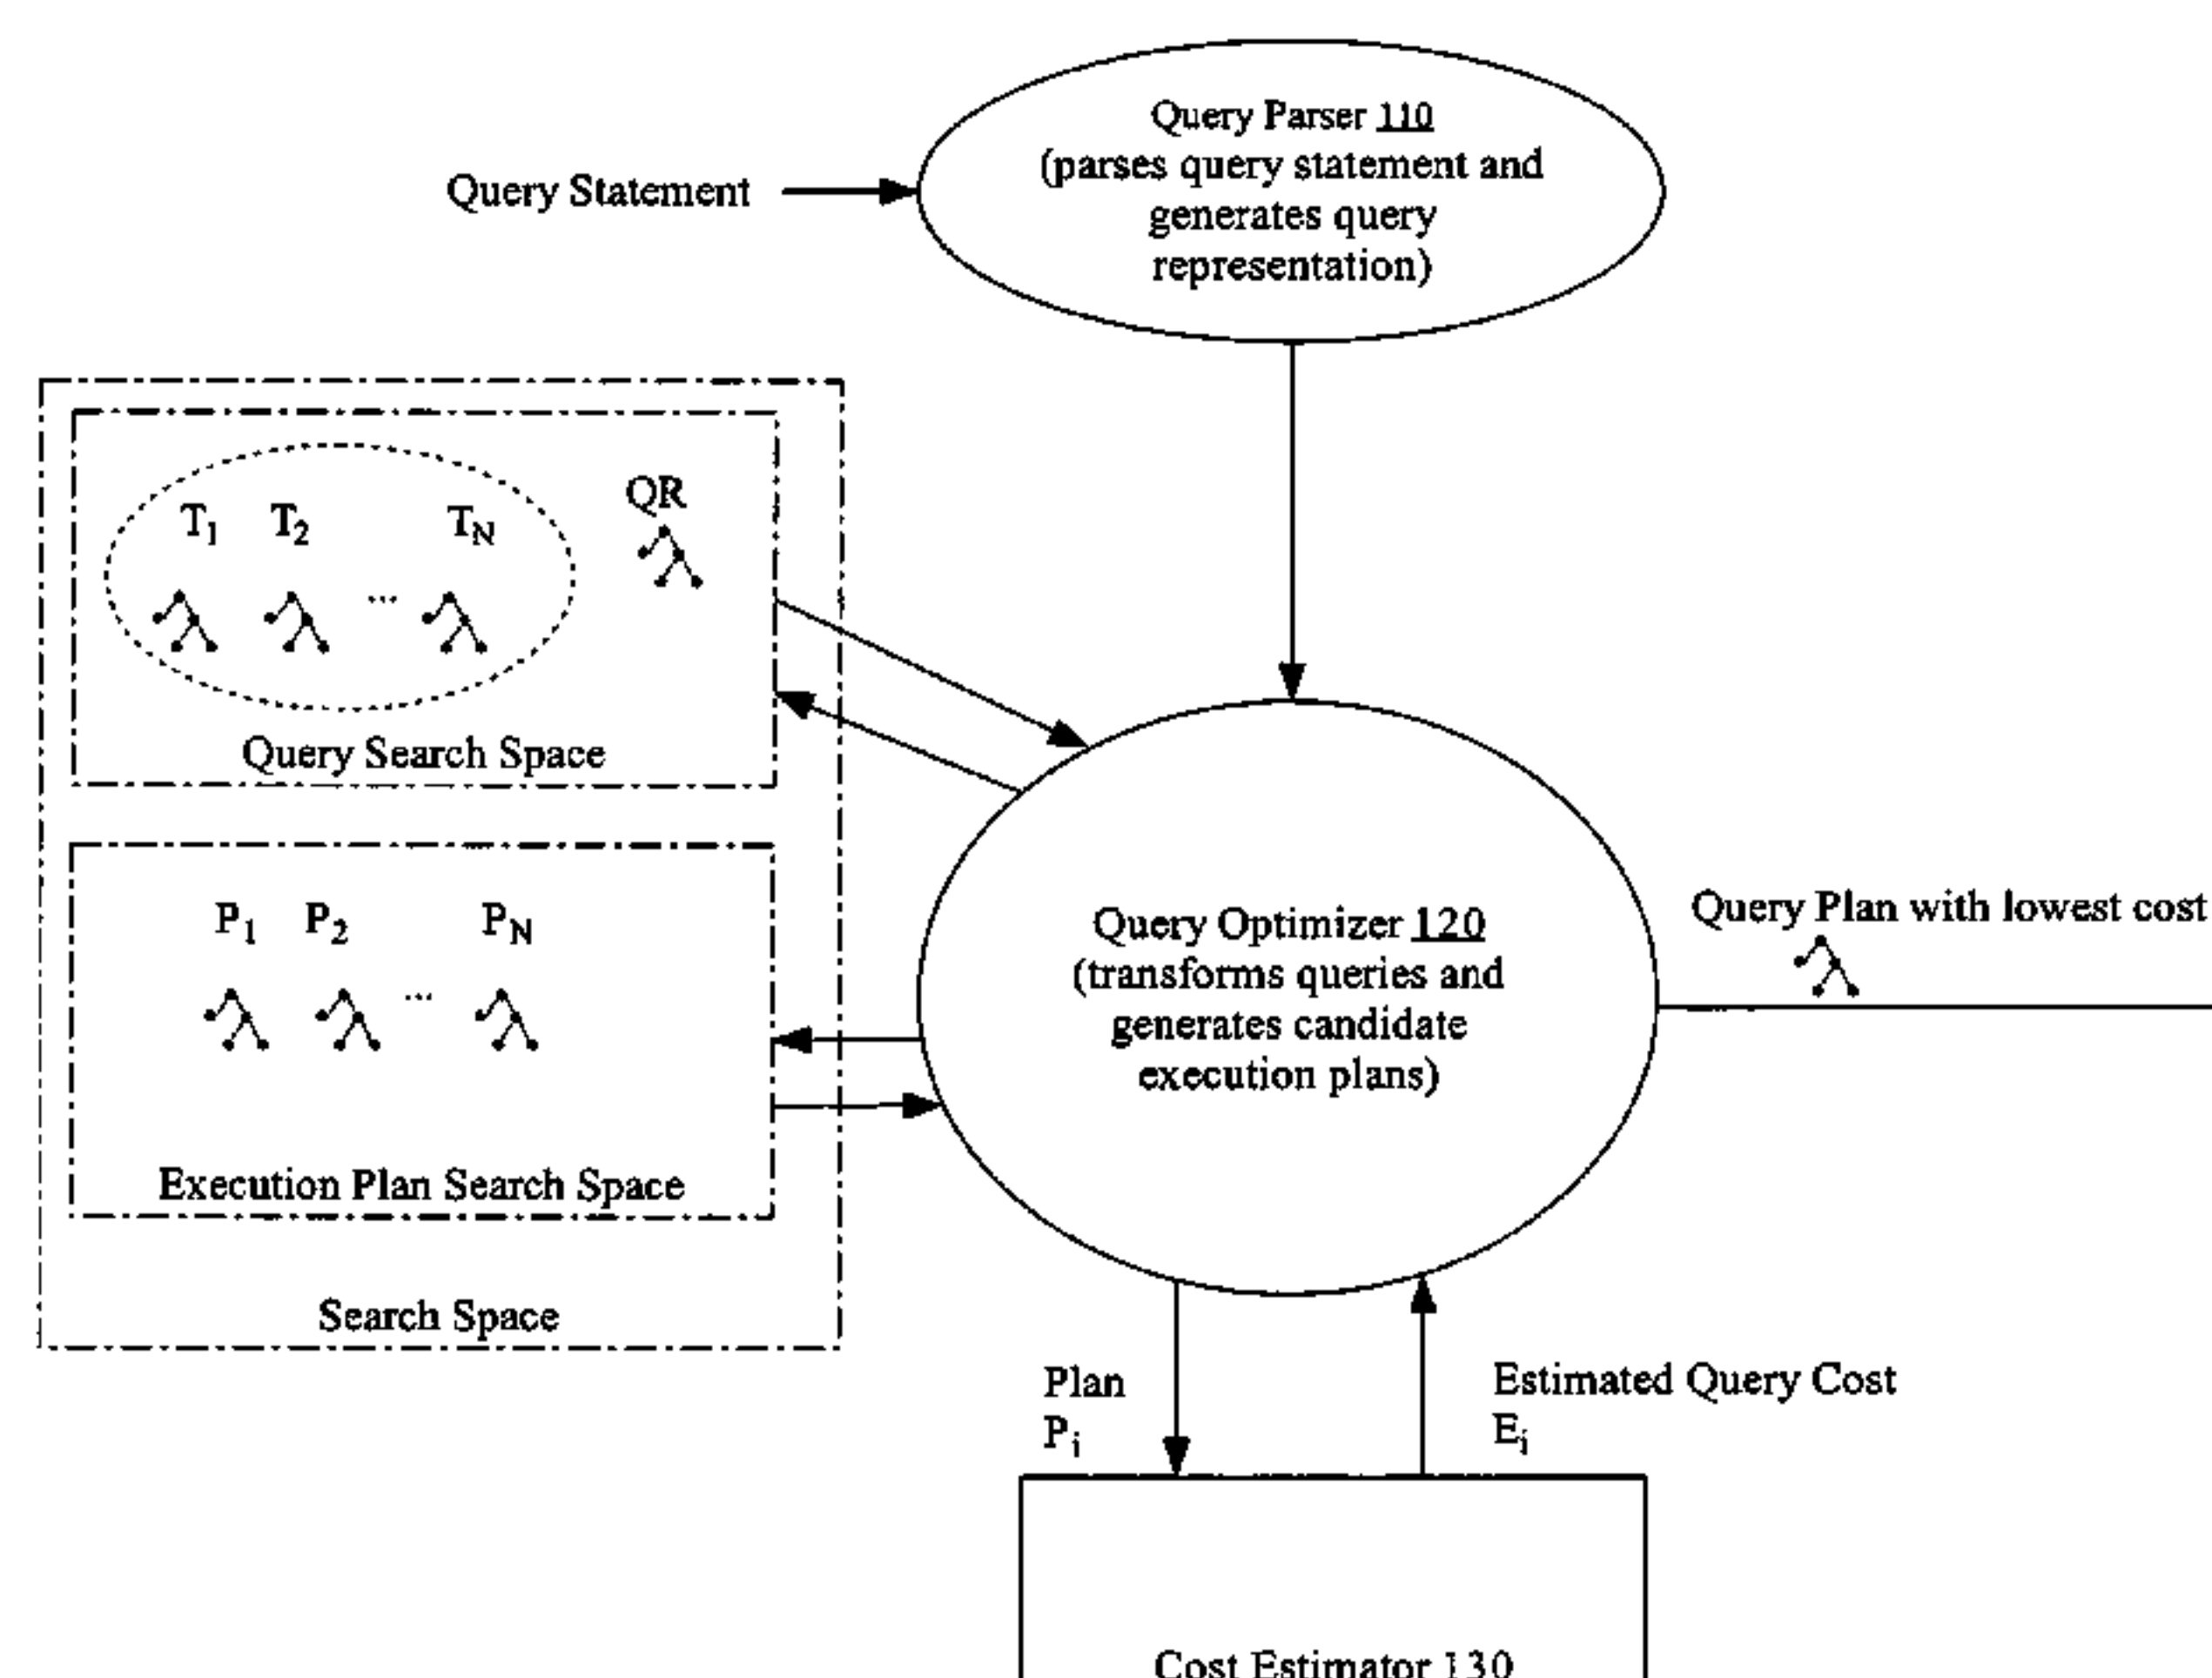 Query Parser 110
(parses query statement and
generates query
representation)
Query Statement
T1 T2 ... TN
QR
Query Search Space
P1 P2 ... PN
Execution Plan Search Space
Search Space
Query Optimizer 120
(transforms queries and
generates candidate
execution plans)
Query Plan with lowest cost
Plan
Pi
Estimated Query Cost
Ei
Cost Estimator 130